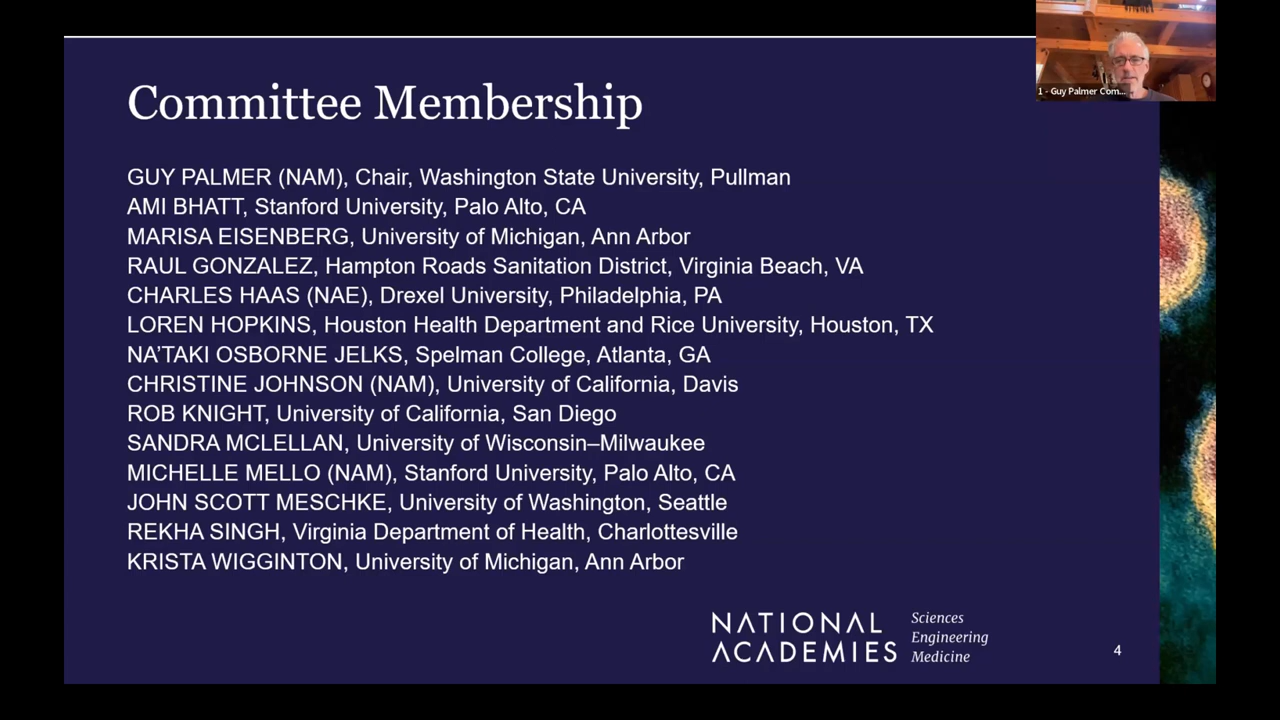 Committee Membership
1 - Guy Palmer Com...
GUY PALMER (NAM), Chair, Washington State University, Pullman
AMI BHATT, Stanford University, Palo Alto, CA
MARISA EISENBERG, University of Michigan, Ann Arbor
RAUL GONZALEZ, Hampton Roads Sanitation District, Virginia Beach, VA
CHARLES HAAS (NAE), Drexel University, Philadelphia, PA
LOREN HOPKINS, Houston Health Department and Rice University, Houston, TX
NA’TAKI OSBORNE JELKS, Spelman College, Atlanta, GA
CHRISTINE JOHNSON (NAM), University of California, Davis
ROB KNIGHT, University of California, San Diego
SANDRA MCLELLAN, University of Wisconsin–Milwaukee
MICHELLE MELLO (NAM), Stanford University, Palo Alto, CA
JOHN SCOTT MESCHKE, University of Washington, Seattle
REKHA SINGH, Virginia Department of Health, Charlottesville
KRISTA WIGGINTON, University of Michigan, Ann Arbor
NATIONAL
ACADEMIES
Sciences
Engineering
Medicine
4